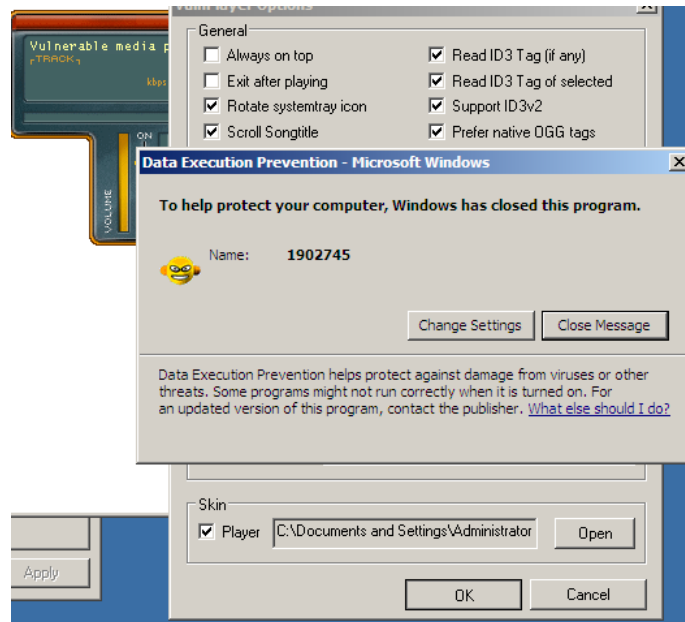 VulnPlayer Options
General
Vulnerable media p
TRACK
kbps
Always on top
Read ID3 Tag (if any)
Exit after playing
Read ID3 Tag of selected
Rotate systemtray icon
Support ID3v2
Scroll Songtitle
Prefer native OGG tags
ON
VOLUME
Data Execution Prevention - Microsoft Windows
To help protect your computer, Windows has closed this program.
Name: 1902745
Change Settings
Close Message
Data Execution Prevention helps protect against damage from viruses or other
threats. Some programs might not run correctly when it is turned on. For
an updated version of this program, contact the publisher. What else should I do?
Skin
Player
C:\Documents and Settings\Administrator
Open
Apply
OK
Cancel